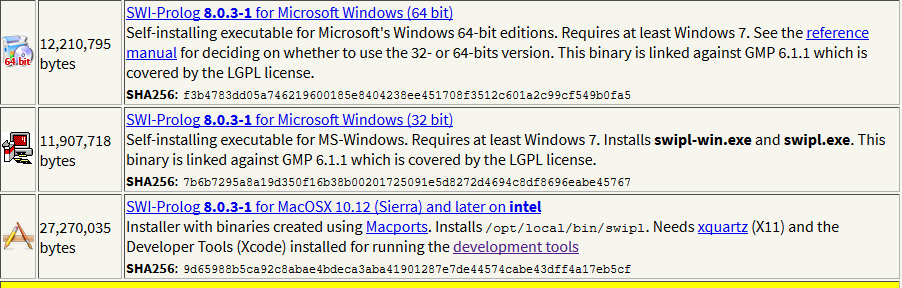 SWI-Prolog 8.0.3-1 for Microsoft Windows (64 bit)
64.bit
12,210,795
bytes
Self-installing executable for Microsoft's Windows 64-bit editions. Requires at least Windows 7. See the reference
manual for deciding on whether to use the 32- or 64-bits version. This binary is linked against GMP 6.1.1 which is
covered by the LGPL license.
SHA256: f3b4783dd05a746219600185e8404238ee451708f3512c601a2c99cf549b0fa5
SWI-Prolog 8.0.3-1 for Microsoft Windows (32 bit)
11,907,718
bytes
Self-installing executable for MS-Windows. Requires at least Windows 7. Installs swipl-win.exe and swipl.exe. This
binary is linked against GMP 6.1.1 which is covered by the LGPL license.
SHA256: 7b6b7295a8a19d350f16b38b00201725091e5d8272d4694c8df8696eabe45767
SWI-Prolog 8.0.3-1 for MacOSX 10.12 (Sierra) and later on intel
27,270,035
bytes
Installer with binaries created using Macports. Installs /opt/local/bin/swipl. Needs xquartz (X11) and the
Developer Tools (Xcode) installed for running the development tools
SHA256: 9d65988b5ca92c8abae4bdeca3aba41901287e7de44574cabe43dff4a17eb5cf